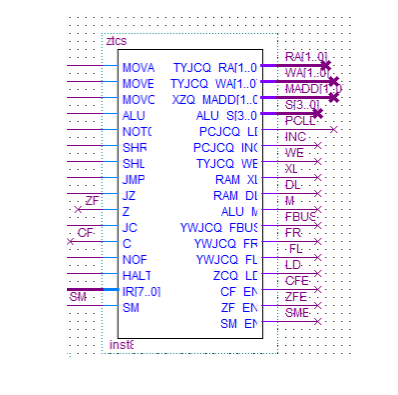 ztcs
MOVA TYJCQ RA[1..0] RA[1..0]
MOVB TYJCQ WA[1..0] WA[1..0]
MOVC XZQ MADD[1..0] MADD[1..0]
ALU ALU S[3..0] S[3..0]
NOT( PCJCQ LD PCLD
SHR PCJCQ INC INC
SHL TYJCQ WE WE
JMP RAM XL XL
JZ RAM DL DL
ZF Z ALU M M
JC YWJCQ FBUS FBUS
CF C YWJCQ FR FR
NOF YWJCQ FL FL
HALT ZCQ LD LD
SM IR[7..0] CF EN CFE
SM ZF EN ZFE
SM EN SME
inst8